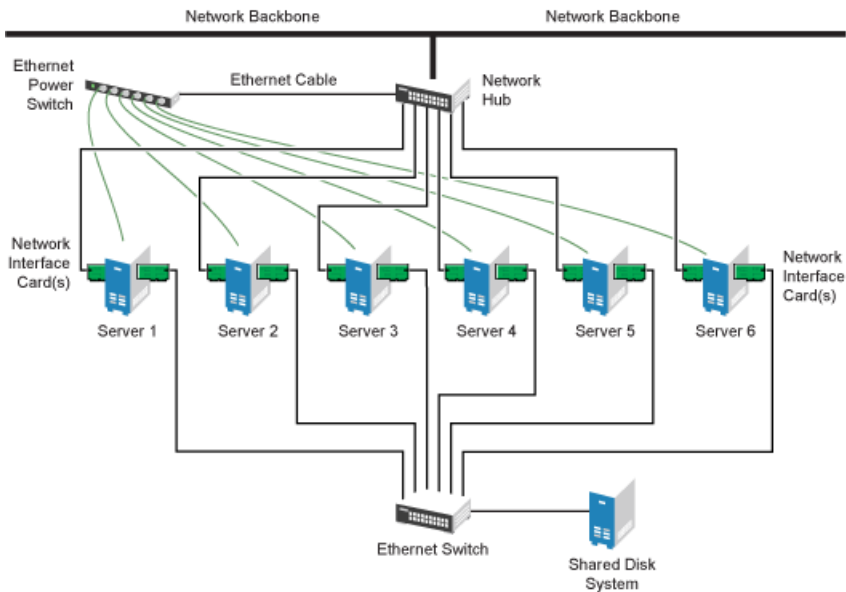 Network Backbone
Network Backbone
Ethernet
Power
Switch
Ethernet Cable
Network
Hub
Network
Interface
Card(s)
Network
Interface
Card(s)
Server 1
Server 2
Server 3
Server 4
Server 5
Server 6
Ethernet Switch
Shared Disk
System